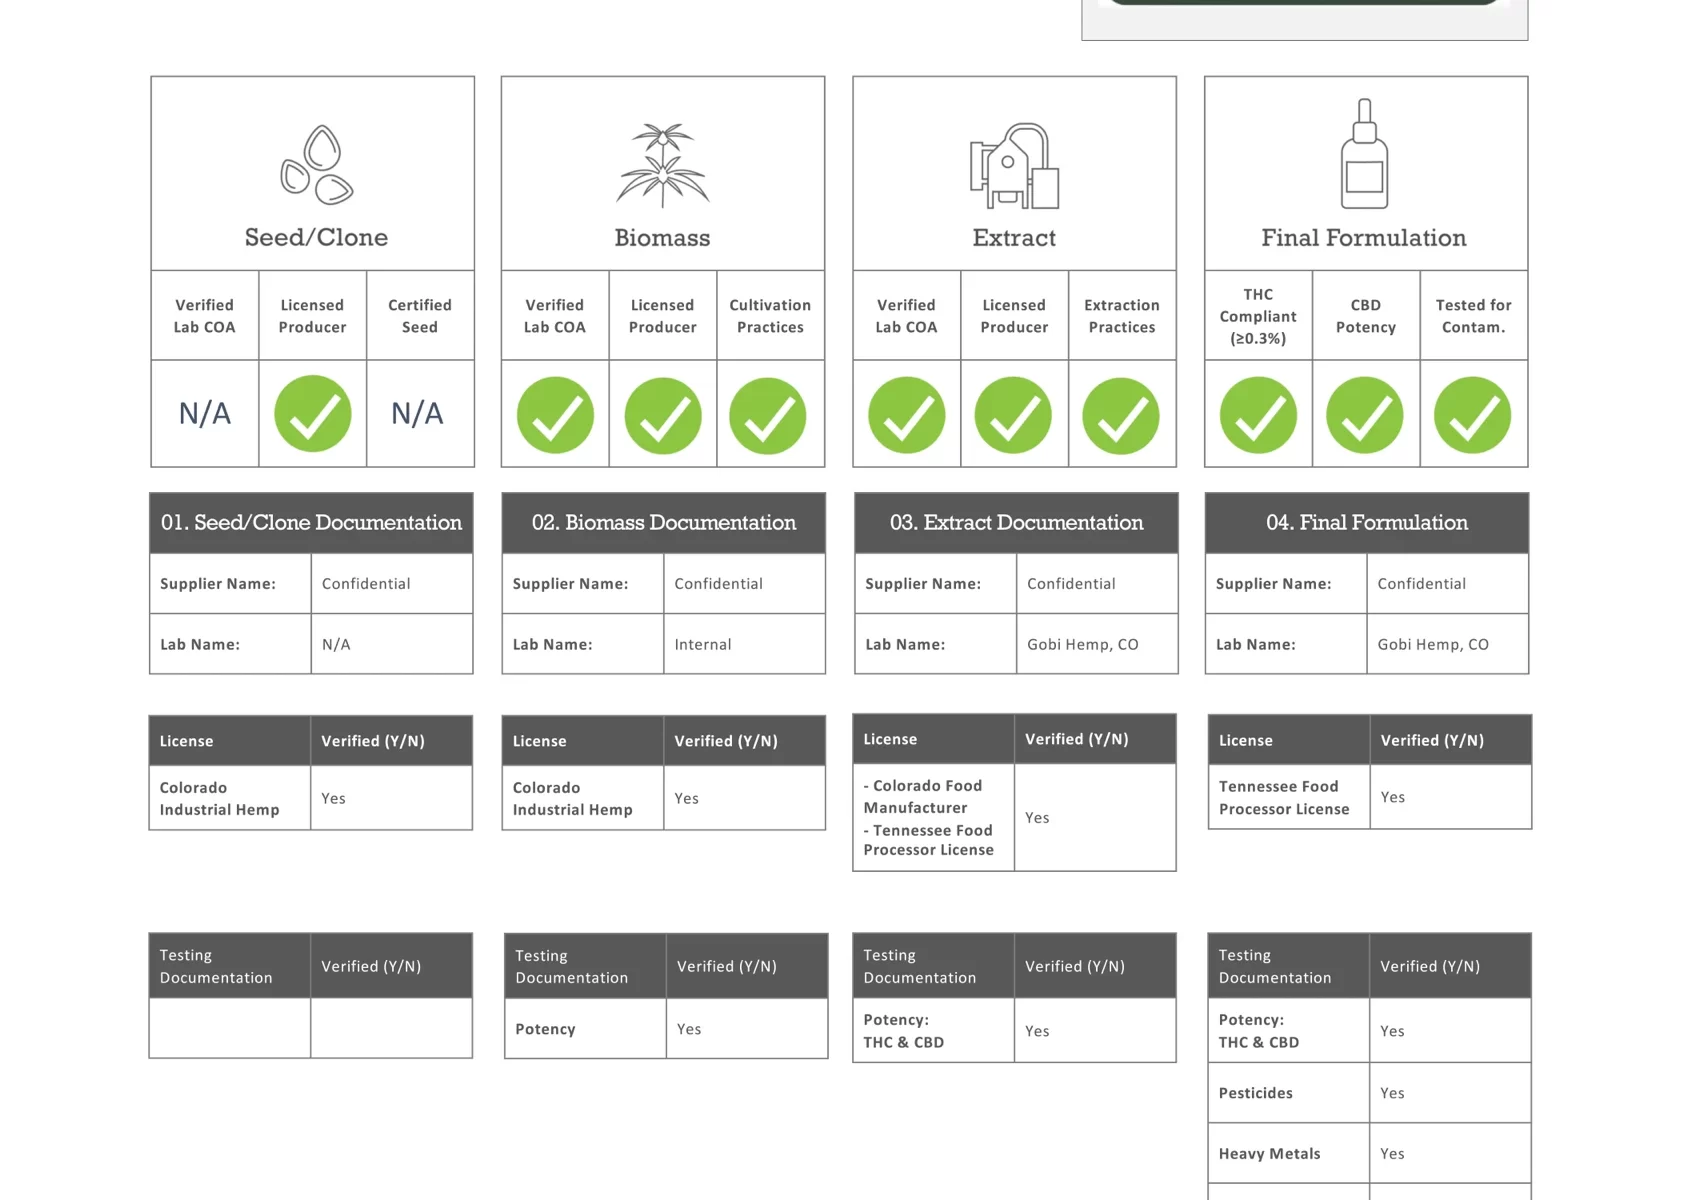 Seed/Clone
Verified
Lab COA
Licensed
Producer
Certified
Seed
N/A
N/A
Biomass
Verified
Lab COA
Licensed
Producer
Cultivation
Practices
Extract
Verified
Lab COA
Licensed
Producer
Extraction
Practices
Final Formulation
THC
Compliant
(≥0.3%)
CBD
Potency
Tested for
Contam.
01. Seed/Clone Documentation
Supplier Name: Confidential
Lab Name: N/A
02. Biomass Documentation
Supplier Name: Confidential
Lab Name: Internal
03. Extract Documentation
Supplier Name: Confidential
Lab Name: Gobi Hemp, CO
04. Final Formulation
Supplier Name: Confidential
Lab Name: Gobi Hemp, CO
License Verified (Y/N)
Colorado
Industrial Hemp
Yes
License Verified (Y/N)
Colorado
Industrial Hemp
Yes
License Verified (Y/N)
- Colorado Food
Manufacturer
- Tennessee Food
Processor License
Yes
License Verified (Y/N)
Tennessee Food
Processor License
Yes
Testing
Documentation
Verified (Y/N)
Testing
Documentation
Verified (Y/N)
Potency Yes
Testing
Documentation
Verified (Y/N)
Potency:
THC & CBD
Yes
Testing
Documentation
Verified (Y/N)
Potency:
THC & CBD
Yes
Pesticides Yes
Heavy Metals Yes